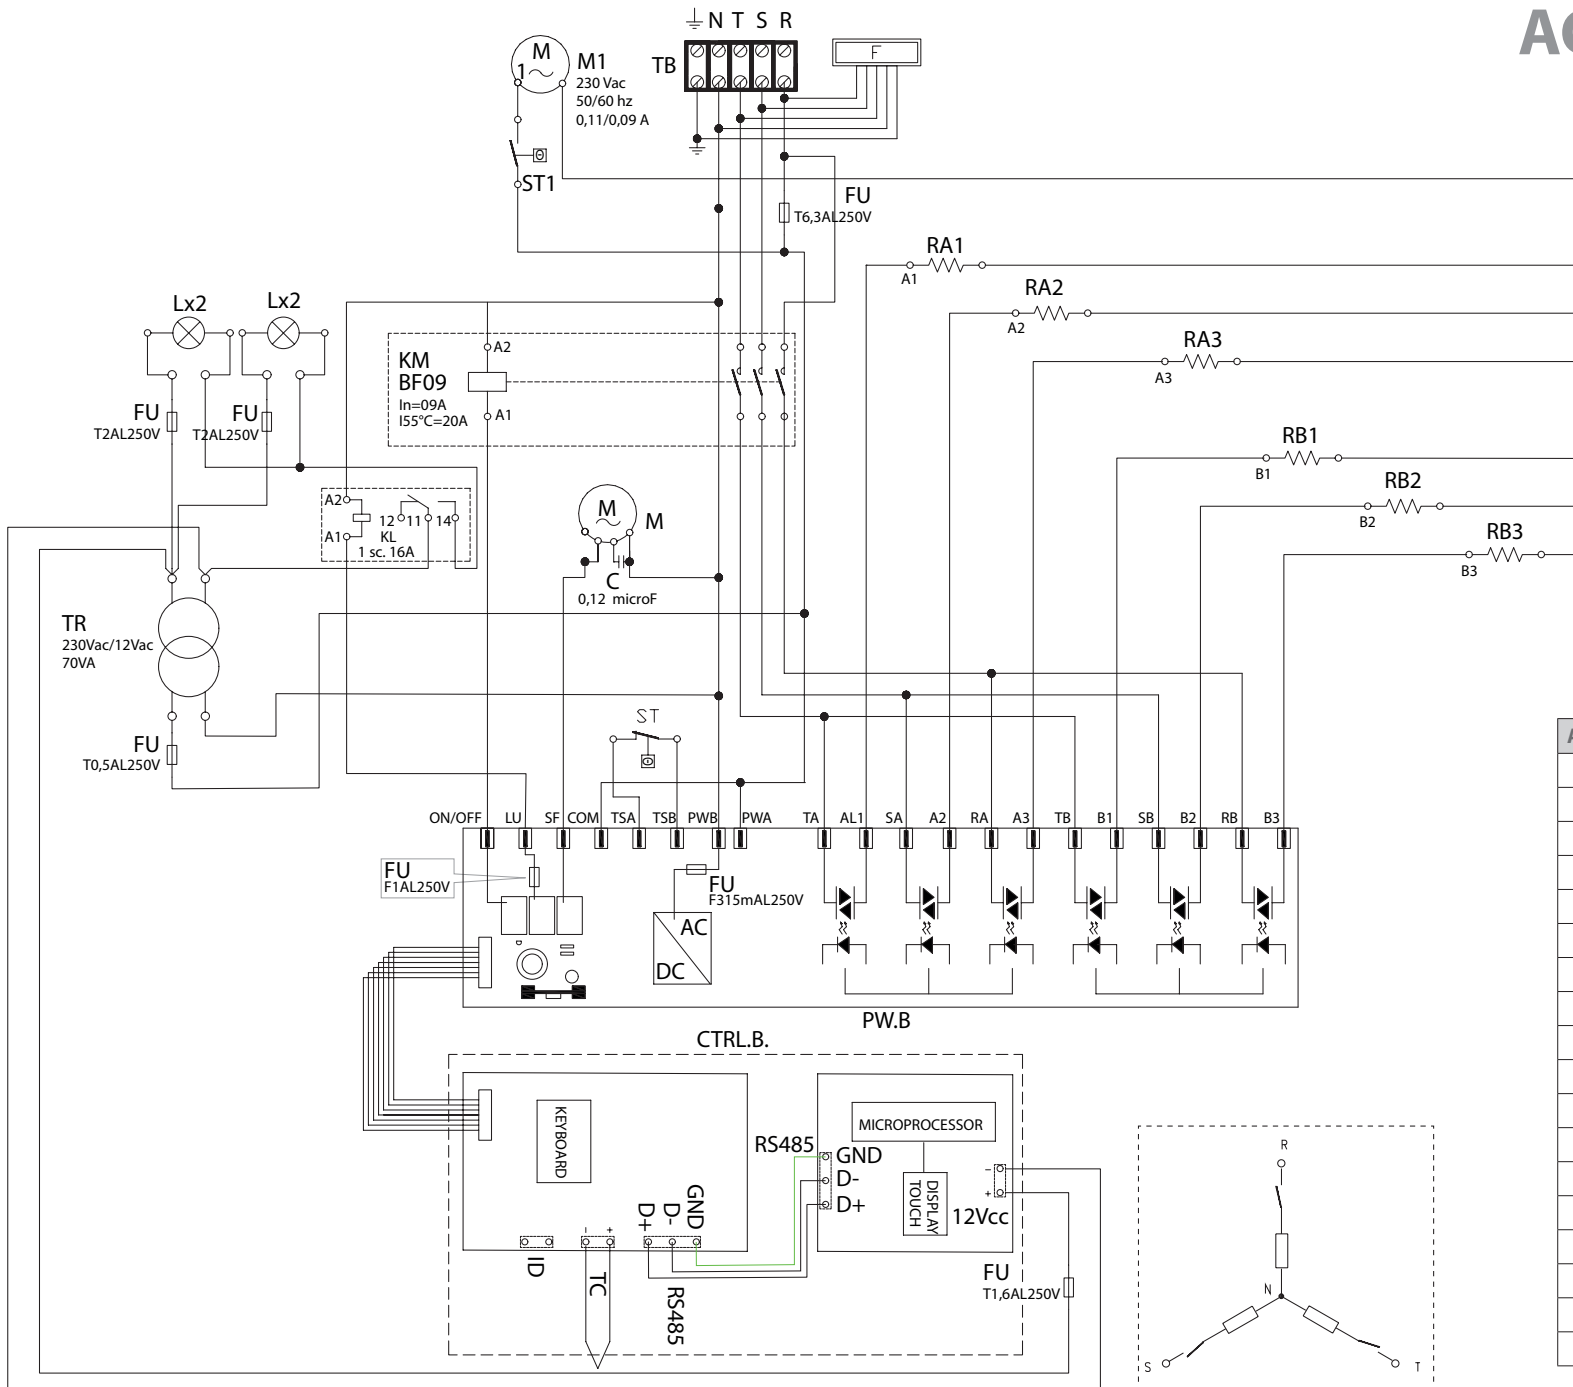 AC
N T S R
TB
F
M
1
M1
230 Vac
50/60 hz
0,11/0,09 A
ST1
FU
T6,3AL250V
RA1
A1
RA2
A2
RA3
A3
RB1
B1
RB2
B2
RB3
B3
Lx2
Lx2
FU
T2AL250V
FU
T2AL250V
KM
BF09
In=09A
I55°C=20A
A2
A1
A2
A1
12 11 14
KL
1 sc. 16A
M
M
C
0,12 microF
TR
230Vac/12Vac
70VA
FU
T0,5AL250V
ST
ON/OFF LU SF COM TSA TSB PWB PWA TA AL1 SA A2 RA A3 TB B1 SB B2 RB B3
FU
F1AL250V
FU
F315mAL250V
AC
DC
PW.B
CTRL.B.
KEYBOARD
MICROPROCESSOR
DISPLAY
TOUCH
RS485
GND
D-
D+
-
+
12Vcc
D+
D-
GND
- +
ID
TC
RS485
FU
T1,6AL250V
R
N
S
T
A